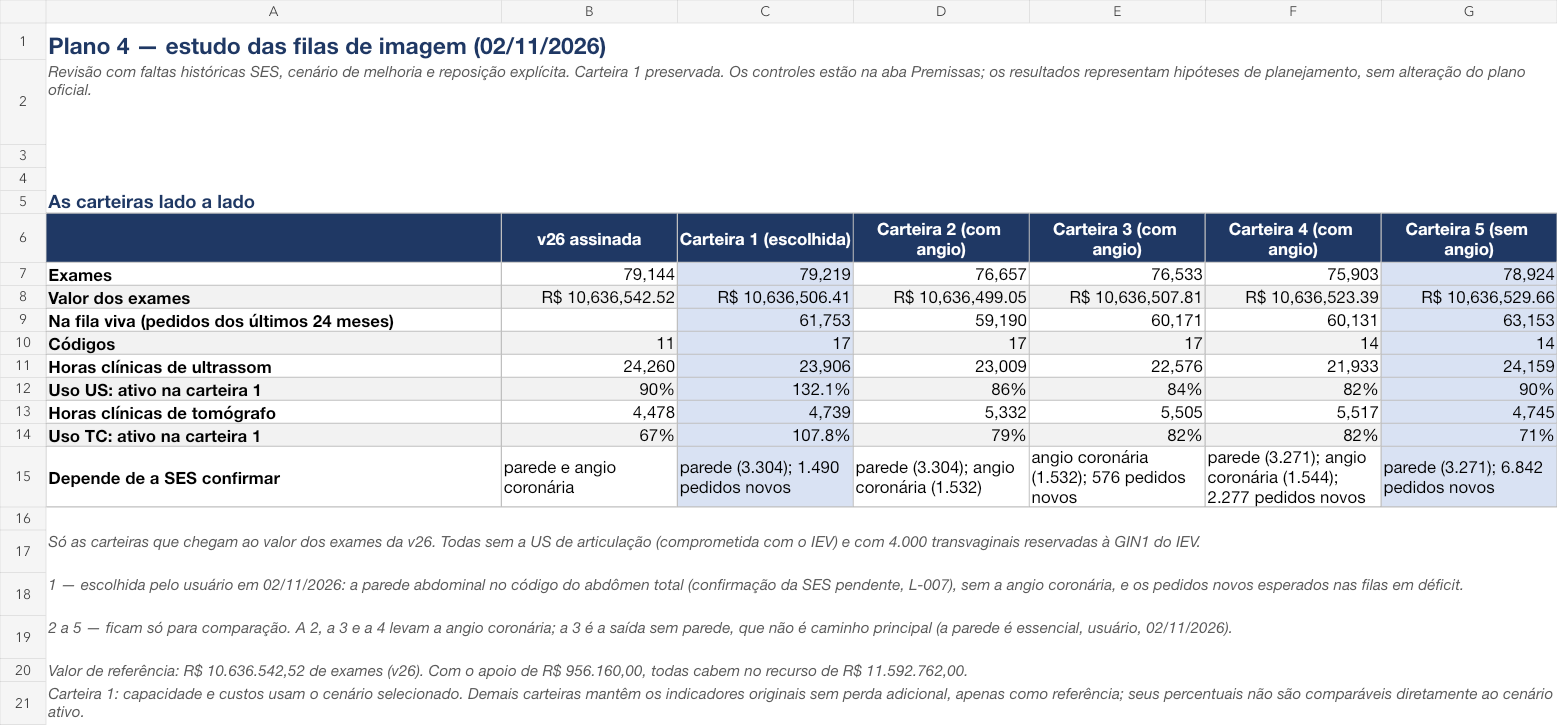 A B C D E F G
1 Plano 4 — estudo das filas de imagem (02/11/2026)
2 Revisão com faltas históricas SES, cenário de melhoria e reposição explícita. Carteira 1 preservada. Os controles estão na aba Premissas; os resultados representam hipóteses de planejamento, sem alteração do plano
oficial.
3
4
5 As carteiras lado a lado
6 v26 assinada Carteira 1 (escolhida) Carteira 2 (com angio) Carteira 3 (com angio) Carteira 4 (com angio) Carteira 5 (sem angio)
7 Exames 79,144 79,219 76,657 76,533 75,903 78,924
8 Valor dos exames R$ 10,636,542.52 R$ 10,636,506.41 R$ 10,636,499.05 R$ 10,636,507.81 R$ 10,636,523.39 R$ 10,636,529.66
9 Na fila viva (pedidos dos últimos 24 meses) 61,753 59,190 60,171 60,131 63,153
10 Códigos 11 17 17 17 14 14
11 Horas clínicas de ultrassom 24,260 23,906 23,009 22,576 21,933 24,159
12 Uso US: ativo na carteira 1 90% 132.1% 86% 84% 82% 90%
13 Horas clínicas de tomógrafo 4,478 4,739 5,332 5,505 5,517 4,745
14 Uso TC: ativo na carteira 1 67% 107.8% 79% 82% 82% 71%
15 Depende de a SES confirmar parede e angio coronária parede (3.304); 1.490 pedidos novos parede (3.304); angio coronária (1.532) angio coronária (1.532); 576 pedidos novos parede (3.271); angio coronária (1.544); 2.277 pedidos novos parede (3.271); 6.842 pedidos novos
16
17 Só as carteiras que chegam ao valor dos exames da v26. Todas sem a US de articulação (comprometida com o IEV) e com 4.000 transvaginais reservadas à GIN1 do IEV.
18 1 — escolhida pelo usuário em 02/11/2026: a parede abdominal no código do abdômen total (confirmação da SES pendente, L-007), sem a angio coronária, e os pedidos novos esperados nas filas em déficit.
19 2 a 5 — ficam só para comparação. A 2, a 3 e a 4 levam a angio coronária; a 3 é a saída sem parede, que não é caminho principal (a parede é essencial, usuário, 02/11/2026).
20 Valor de referência: R$ 10.636.542,52 de exames (v26). Com o apoio de R$ 956.160,00, todas cabem no recurso de R$ 11.592.762,00.
21 Carteira 1: capacidade e custos usam o cenário selecionado. Demais carteiras mantêm os indicadores originais sem perda adicional, apenas como referência; seus percentuais não são comparáveis diretamente ao cenário
ativo.